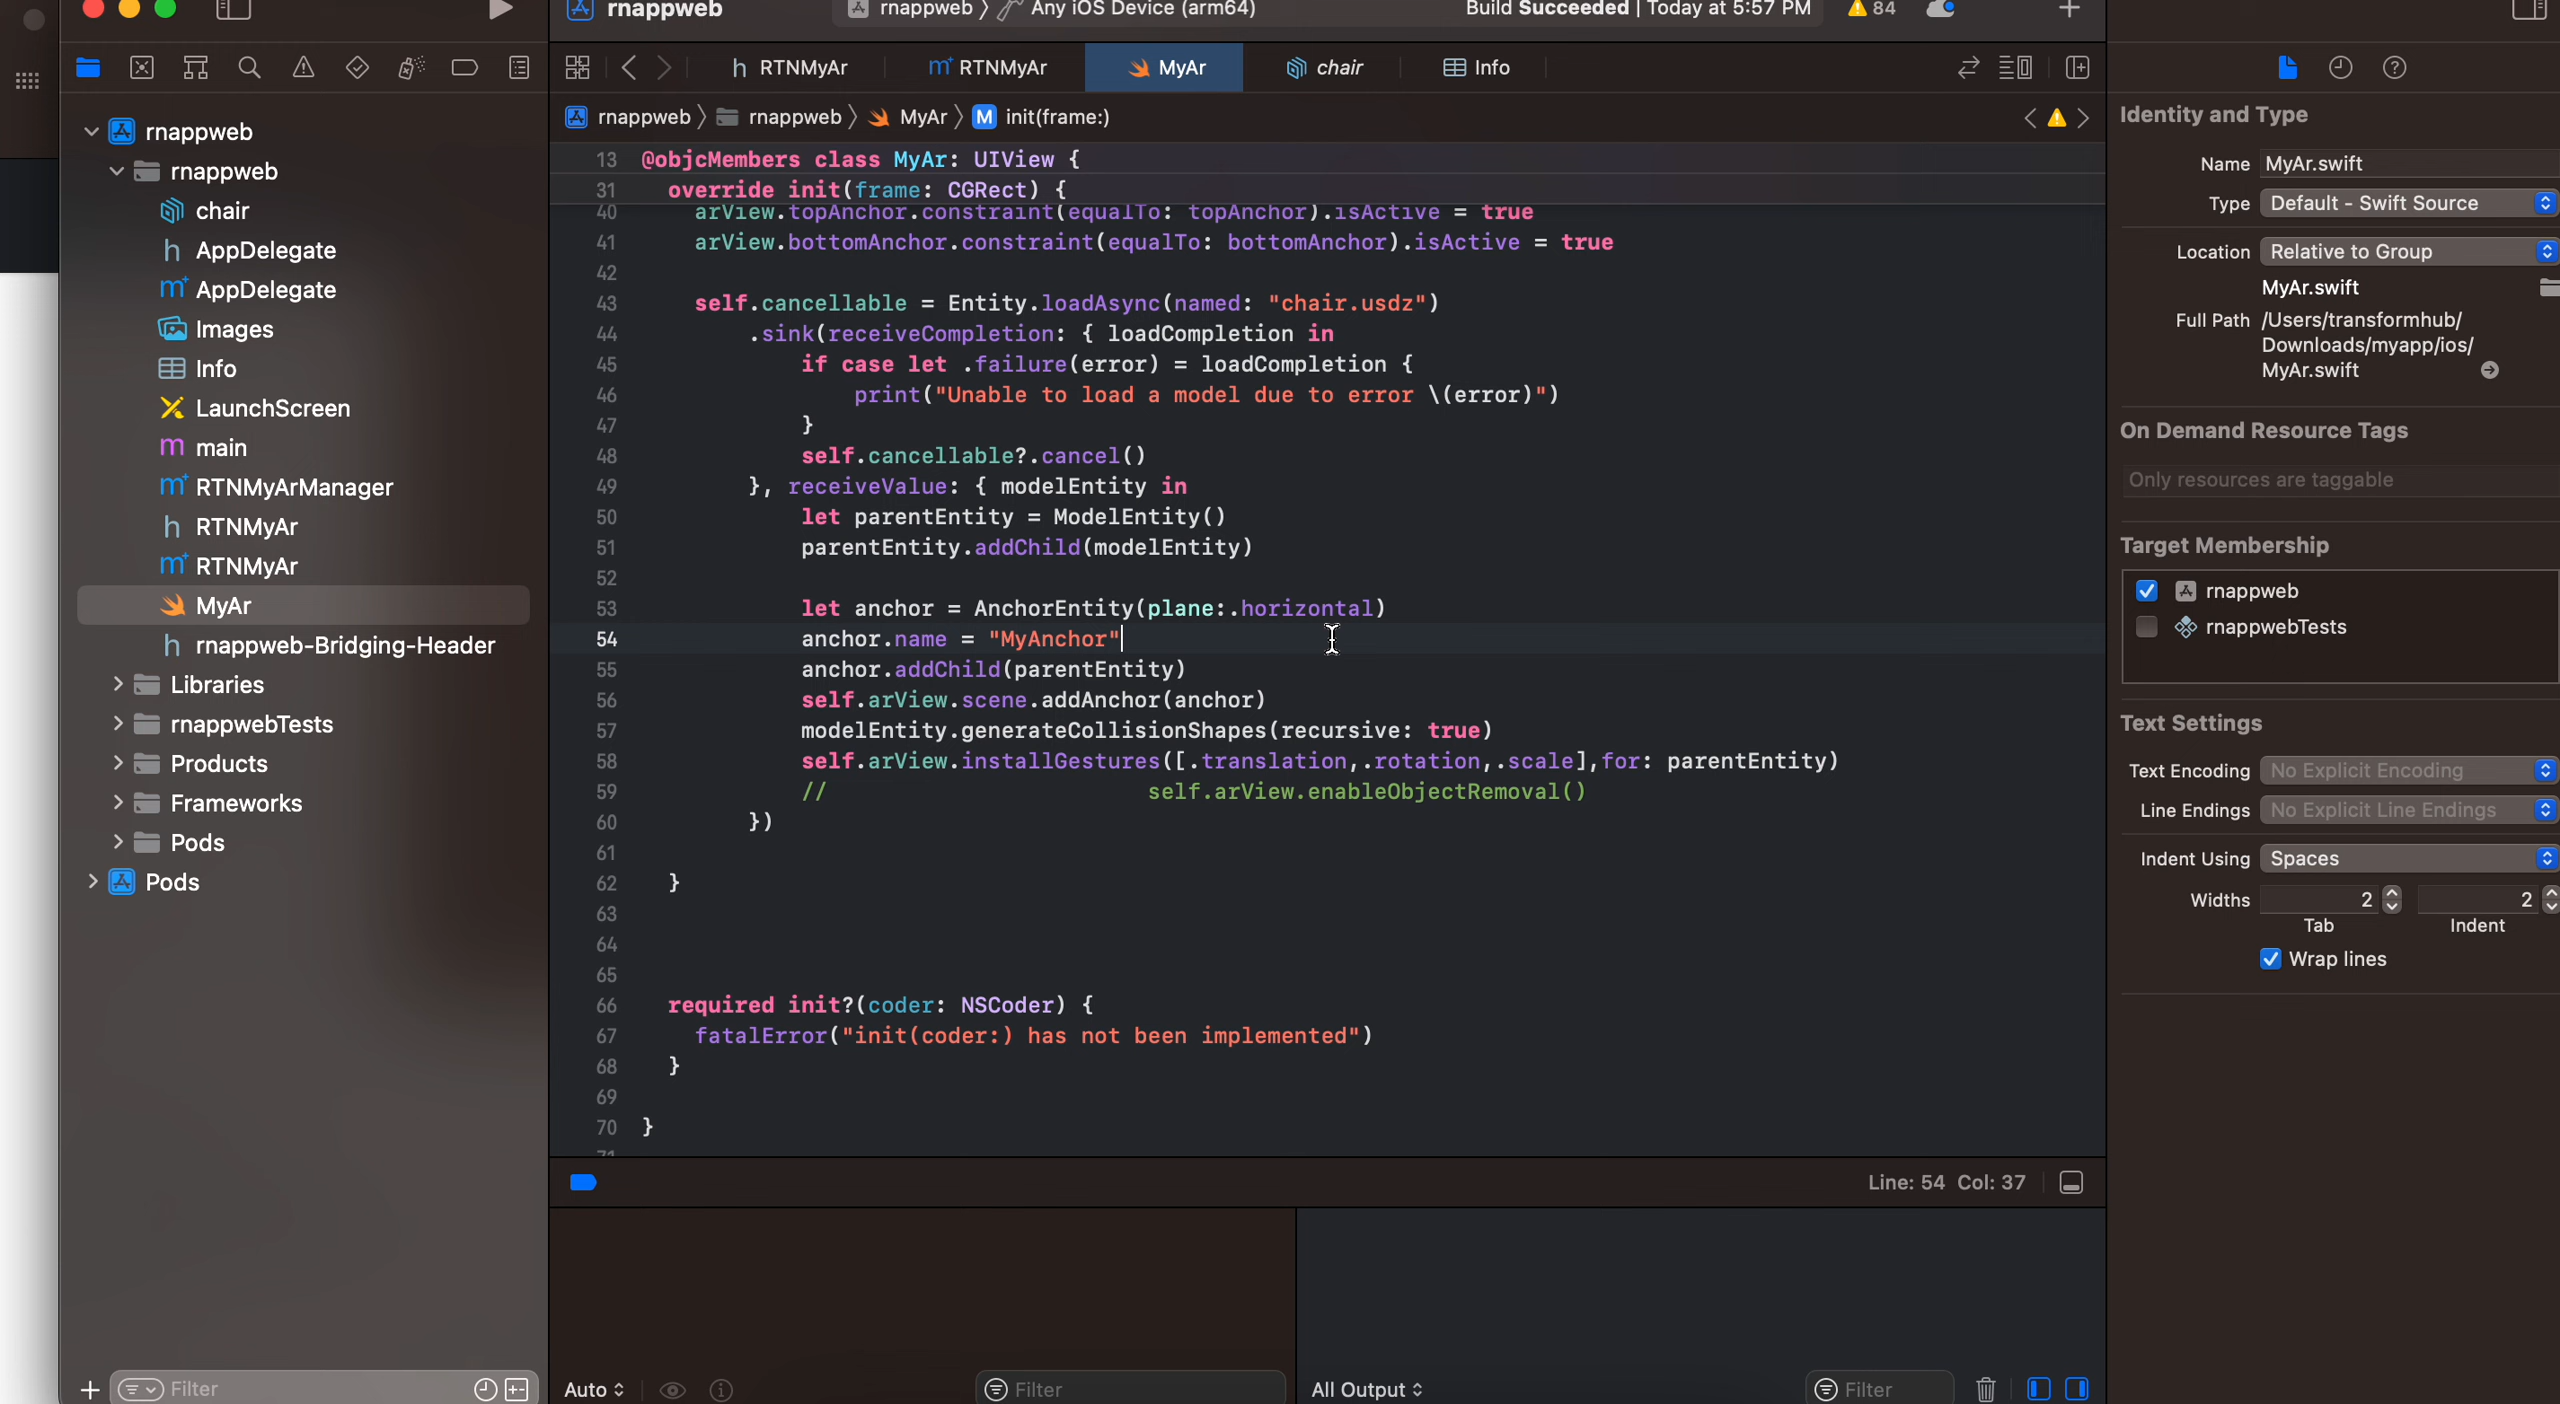 rnappweb
rnappweb 〉 Any iOS Device (arm64)
Build Succeeded | Today at 5:57 PM
84
RTNMyAr
RTNMyAr
MyAr
chair
Info
rnappweb 〉 rnappweb 〉 MyAr 〉 M init(frame:)
rnappweb
rnappweb
chair
h AppDelegate
m+ AppDelegate
Images
Info
LaunchScreen
m main
m+ RTNMyArManager
h RTNMyAr
m+ RTNMyAr
MyAr
h rnappweb-Bridging-Header
Libraries
rnappwebTests
Products
Frameworks
Pods
Pods
Filter
13 @objcMembers class MyAr: UIView {
31 override init(frame: CGRect) {
40 arView.topAnchor.constraint(equalTo: topAnchor).isActive = true
41 arView.bottomAnchor.constraint(equalTo: bottomAnchor).isActive = true
42
43 self.cancellable = Entity.loadAsync(named: "chair.usdz")
44 .sink(receiveCompletion: { loadCompletion in
45 if case let .failure(error) = loadCompletion {
46 print("Unable to load a model due to error \(error)")
47 }
48 self.cancellable?.cancel()
49 }, receiveValue: { modelEntity in
50 let parentEntity = ModelEntity()
51 parentEntity.addChild(modelEntity)
52
53 let anchor = AnchorEntity(plane:.horizontal)
54 anchor.name = "MyAnchor"
55 anchor.addChild(parentEntity)
56 self.arView.scene.addAnchor(anchor)
57 modelEntity.generateCollisionShapes(recursive: true)
58 self.arView.installGestures([.translation,.rotation,.scale],for: parentEntity)
59 // self.arView.enableObjectRemoval()
60 })
61
62 }
63
64
65
66 required init?(coder: NSCoder) {
67 fatalError("init(coder:) has not been implemented")
68 }
69
70 }
71
Line: 54 Col: 37
Auto
Filter
All Output
Filter
Identity and Type
Name MyAr.swift
Type Default - Swift Source
Location Relative to Group
MyAr.swift
Full Path /Users/transformhub/
Downloads/myapp/ios/
MyAr.swift
On Demand Resource Tags
Only resources are taggable
Target Membership
rnappweb
rnappwebTests
Text Settings
Text Encoding No Explicit Encoding
Line Endings No Explicit Line Endings
Indent Using Spaces
Widths 2 2
Tab Indent
Wrap lines